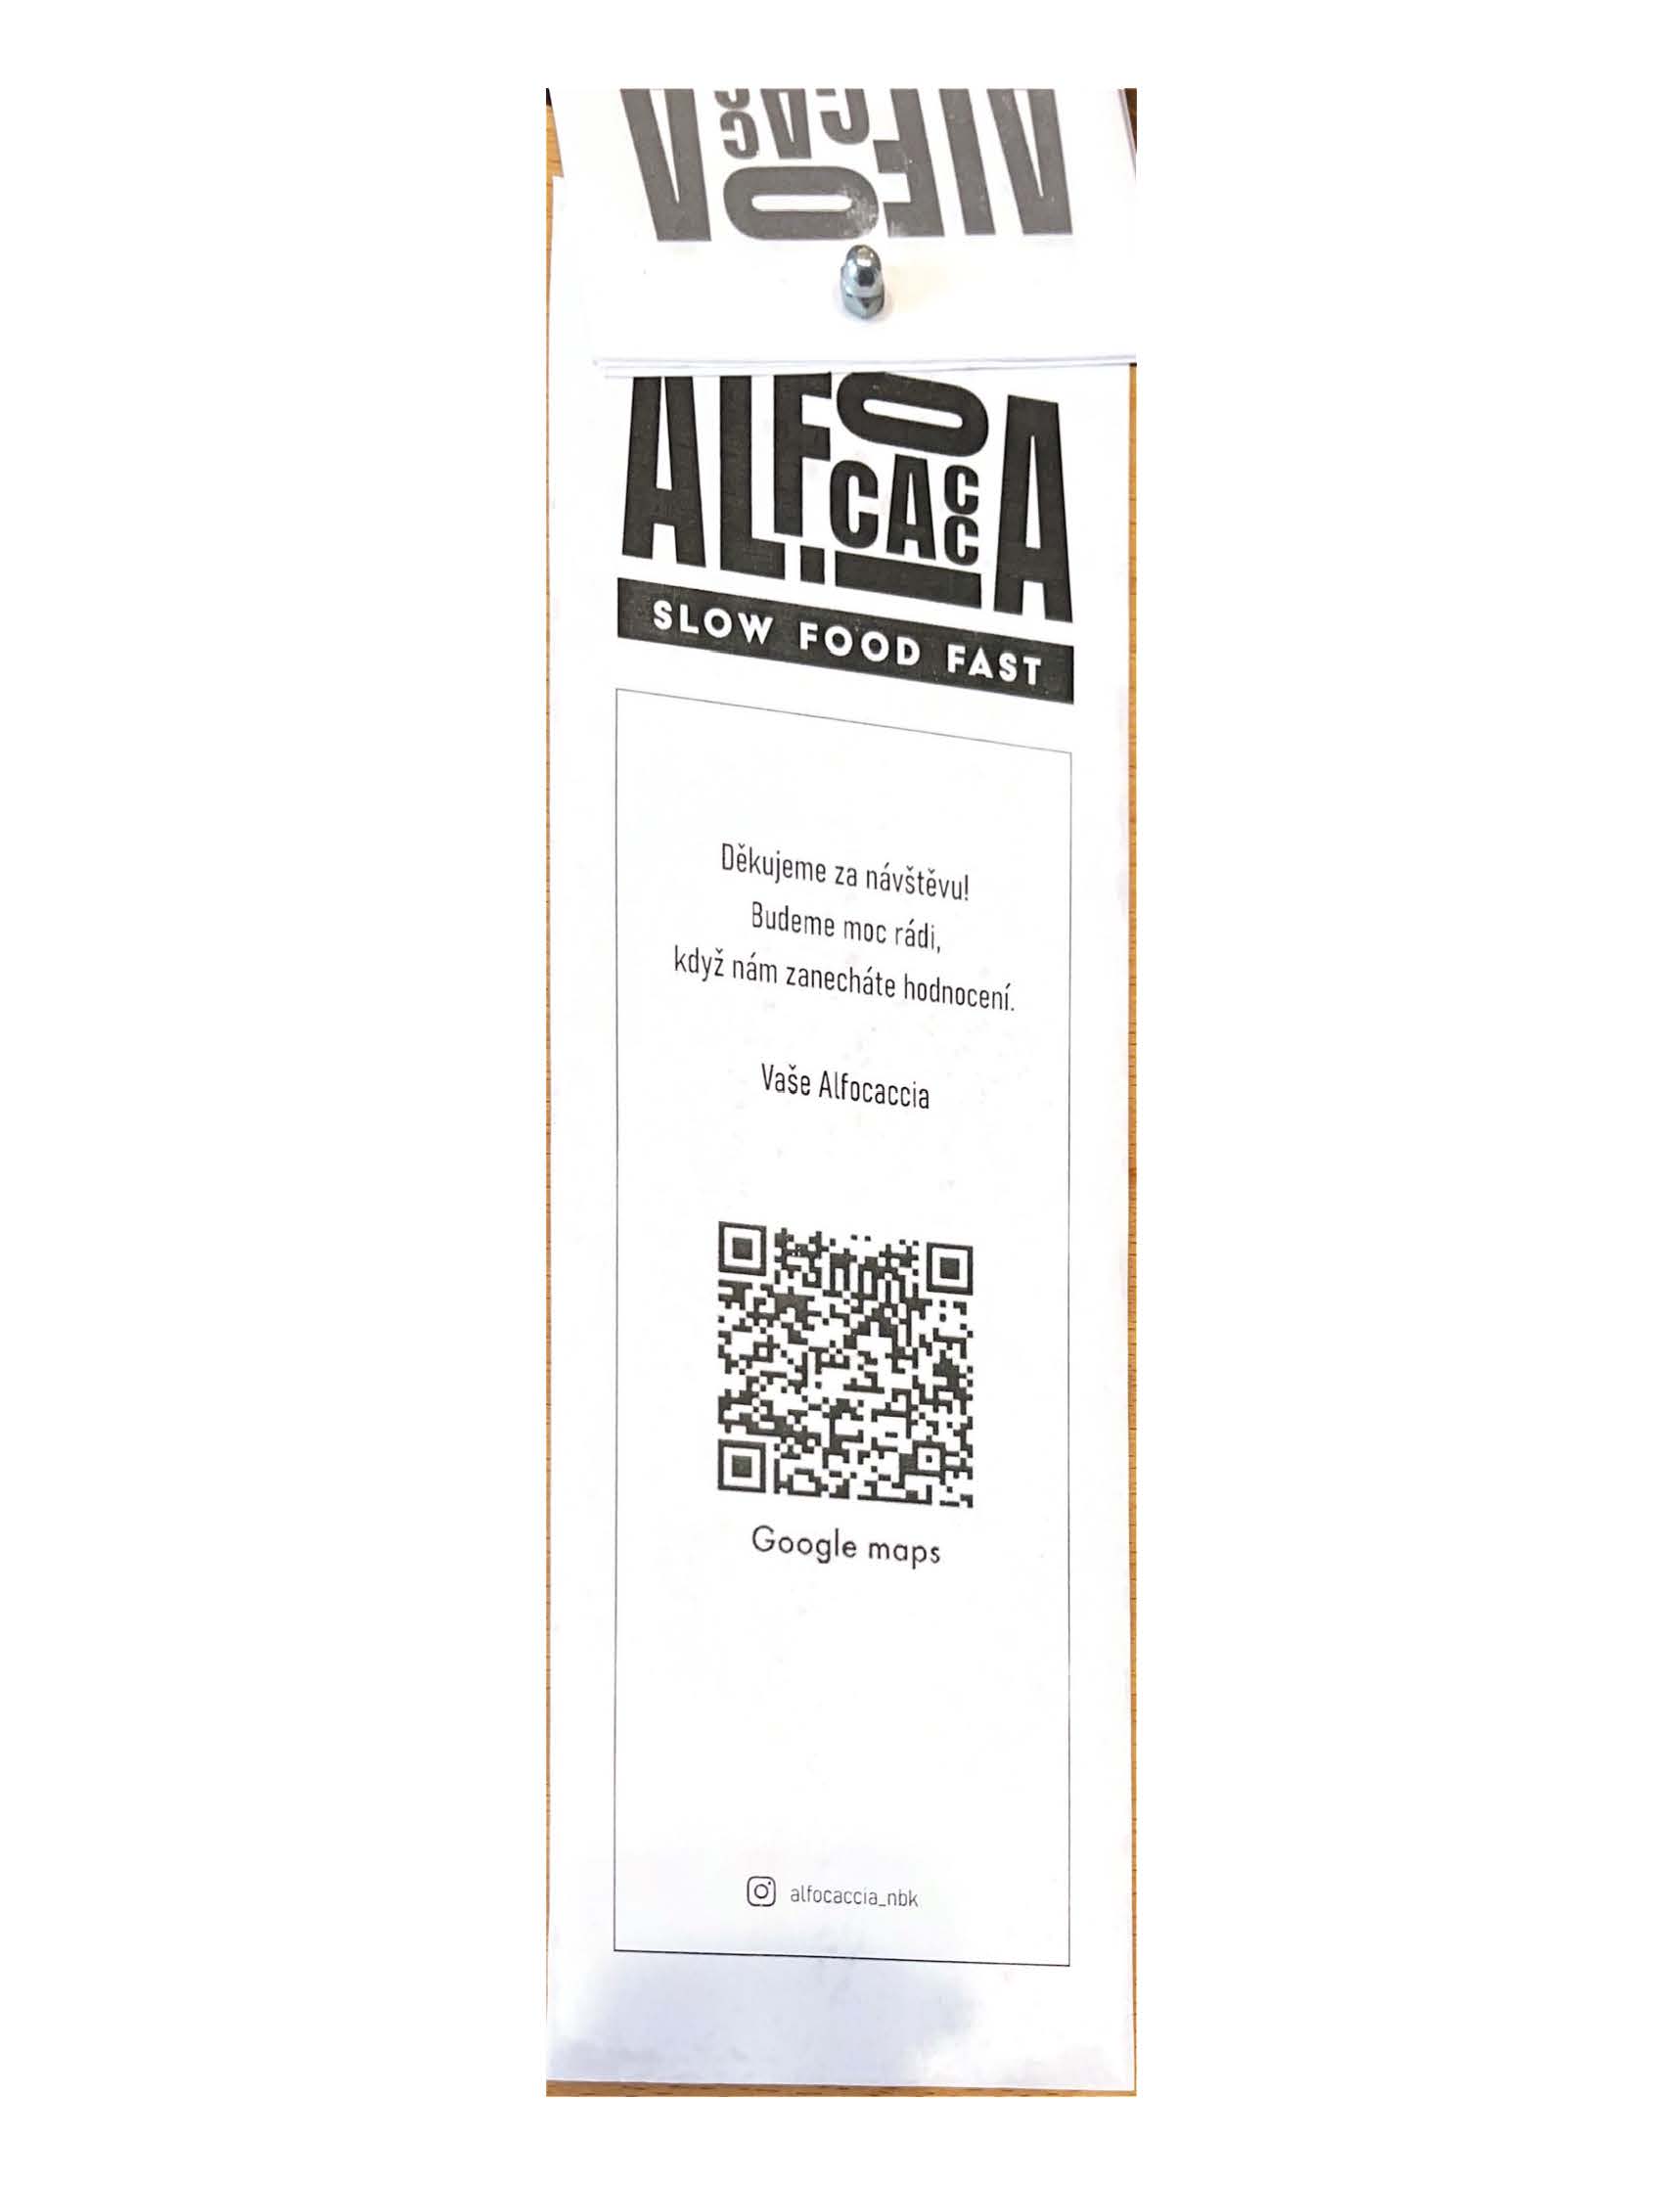 ALFOCACCIA
SLOW FOOD FAST
Děkujeme za návštěvu!
Budeme moc rádi,
když nám zanecháte hodnocení.
Vaše Alfocaccia
Google maps
alfocaccia_nbk